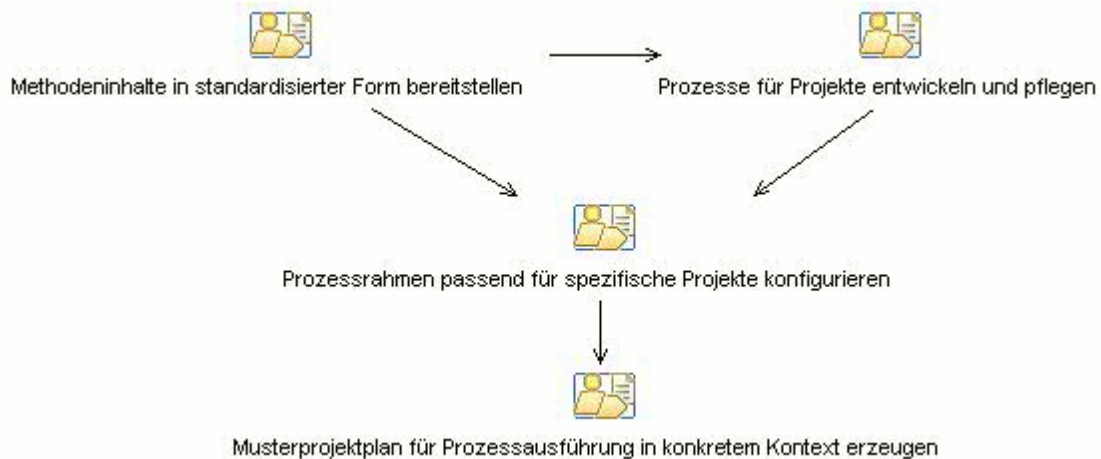 Methodeninhalte in standardisierter Form bereitstellen
Prozesse für Projekte entwickeln und pflegen
Prozessrahmen passend für spezifische Projekte konfigurieren
Musterprojektplan für Prozessausführung in konkretem Kontext erzeugen